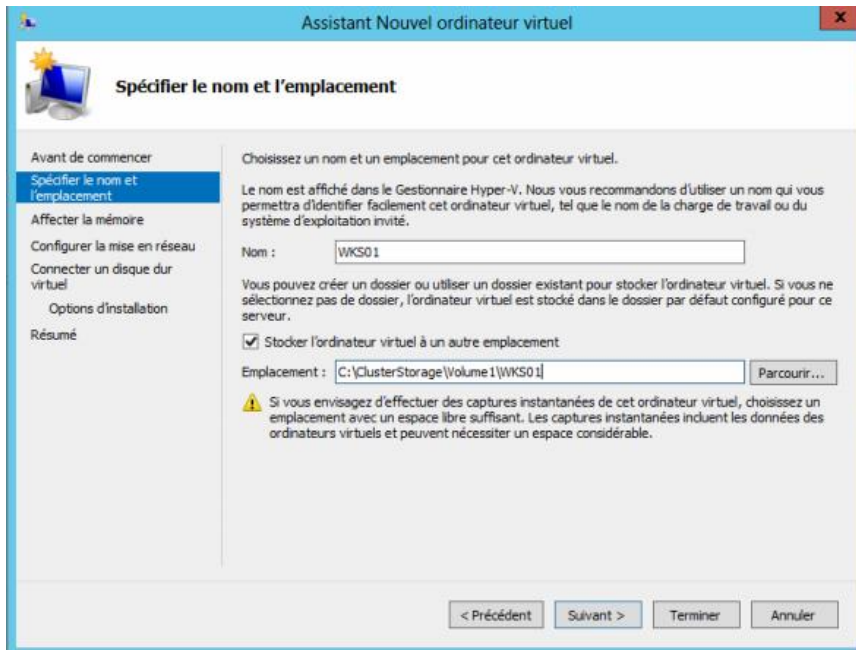 Assistant Nouvel ordinateur virtuel
x
Spécifier le nom et l'emplacement
Avant de commencer
Spécifier le nom et
l'emplacement
Affecter la mémoire
Configurer la mise en réseau
Connecter un disque dur
virtuel
Options d'installation
Résumé
Choisissez un nom et un emplacement pour cet ordinateur virtuel.
Le nom est affiché dans le Gestionnaire Hyper-V. Nous vous recommandons d'utiliser un nom qui vous
permettra d'identifier facilement cet ordinateur virtuel, tel que le nom de la charge de travail ou du
système d'exploitation invité.
Nom : WKS01
Vous pouvez créer un dossier ou utiliser un dossier existant pour stocker l'ordinateur virtuel. Si vous ne
sélectionnez pas de dossier, l'ordinateur virtuel est stocké dans le dossier par défaut configuré pour ce
serveur.
Stocker l'ordinateur virtuel à un autre emplacement
Emplacement : C:\ClusterStorage\Volume1\WKS01 Parcourir...
Si vous envisagez d'effectuer des captures instantanées de cet ordinateur virtuel, choisissez un
emplacement avec un espace libre suffisant. Les captures instantanées incluent les données des
ordinateurs virtuels et peuvent nécessiter un espace considérable.
< Précédent Suivant > Terminer Annuler